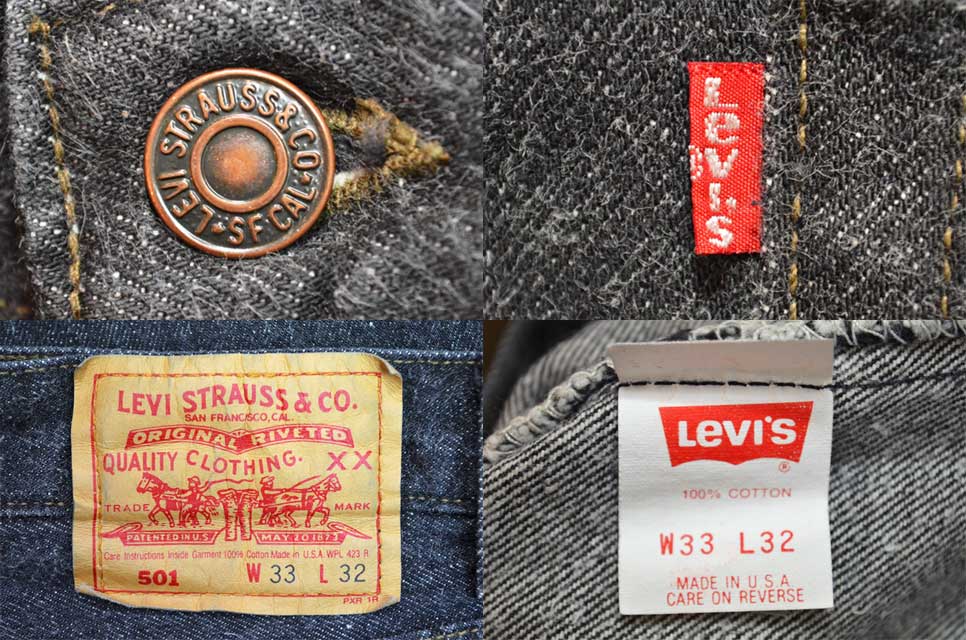 LEVI STRAUSS & CO
S F CAL
LEVI'S
LEVI STRAUSS & CO.
SAN FRANCISCO, CAL.
ORIGINAL RIVETED
QUALITY CLOTHING. XX
TRADE MARK
PATENTED IN U.S. MAY 20 1873
Care Instructions Inside Garment 100% Cotton Made in U.S.A. WPL 423 R
501 W 33 L 32
PXR 1R
LEVI'S
®
100% COTTON
W33 L32
MADE IN U.S.A.
CARE ON REVERSE